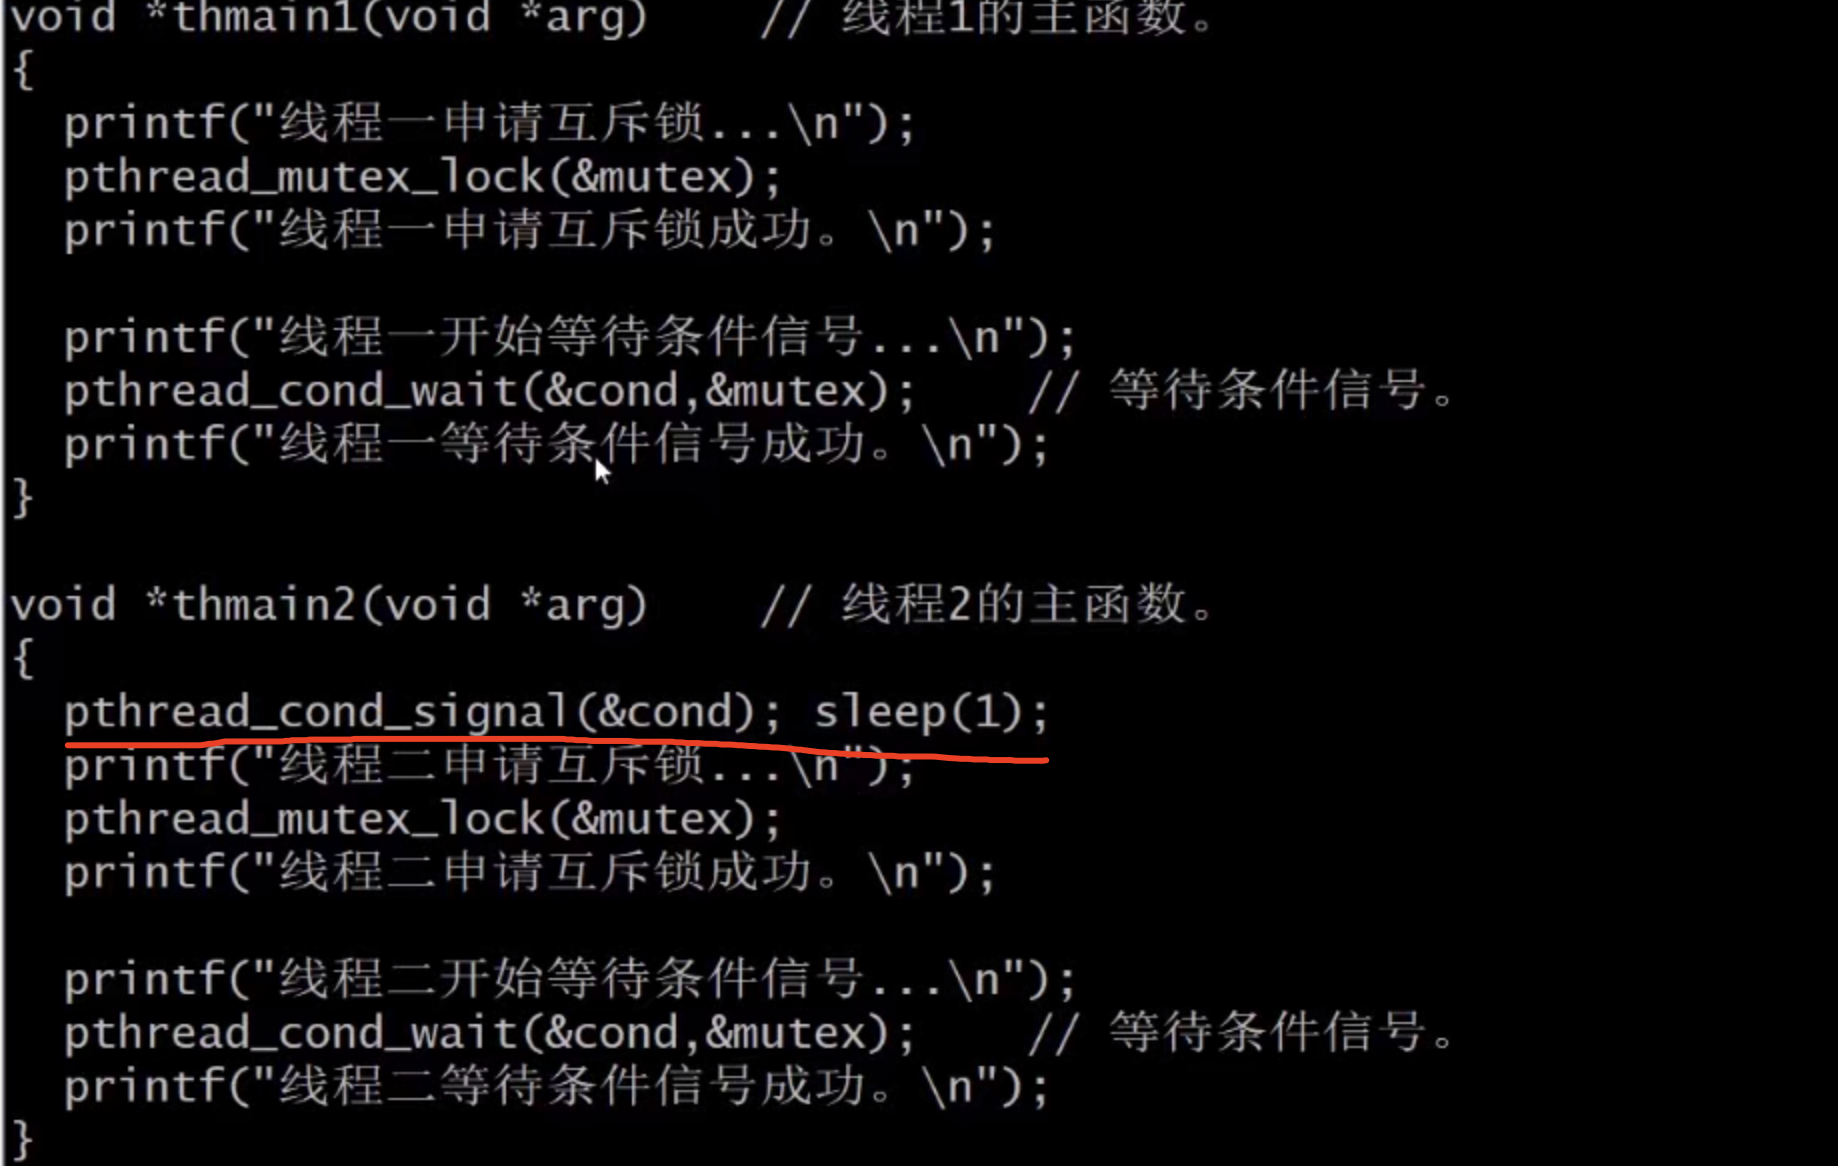 void *thmain1(void *arg)    // 线程1的主函数。
{
  printf("线程一申请互斥锁...\n");
  pthread_mutex_lock(&mutex);
  printf("线程一申请互斥锁成功。\n");

  printf("线程一开始等待条件信号...\n");
  pthread_cond_wait(&cond,&mutex);    // 等待条件信号。
  printf("线程一等待条件信号成功。\n");
}

void *thmain2(void *arg)    // 线程2的主函数。
{
  pthread_cond_signal(&cond); sleep(1);
  printf("线程二申请互斥锁...\n");
  pthread_mutex_lock(&mutex);
  printf("线程二申请互斥锁成功。\n");

  printf("线程二开始等待条件信号...\n");
  pthread_cond_wait(&cond,&mutex);    // 等待条件信号。
  printf("线程二等待条件信号成功。\n");
}